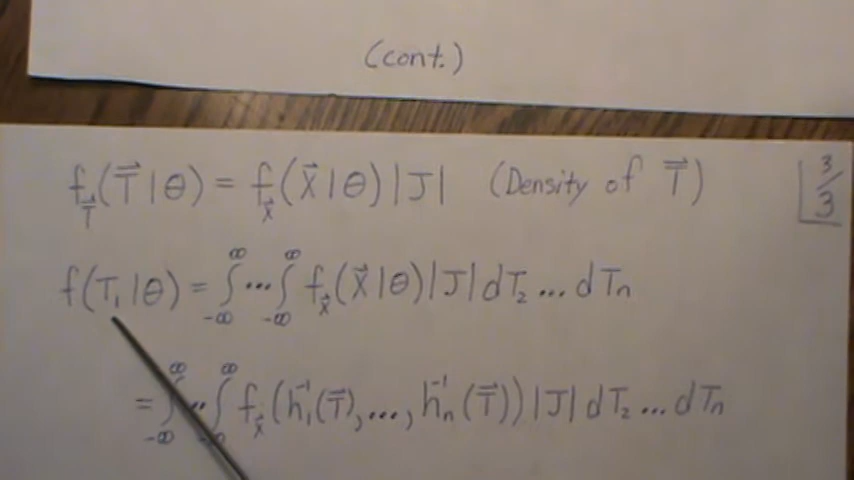 (cont.)
f_T⃗(T⃗|θ) = f_x⃗(X⃗|θ)|J| (Density of T⃗) 3/3
f(T₁|θ) = ∫_{-∞}^{∞} ... ∫_{-∞}^{∞} f_x⃗(X⃗|θ)|J| dT₂ ... dTₙ
= ∫_{-∞}^{∞} ... ∫_{-∞}^{∞} f_x⃗(h₁⁻¹(T⃗), ..., hₙ⁻¹(T⃗))|J| dT₂ ... dTₙ